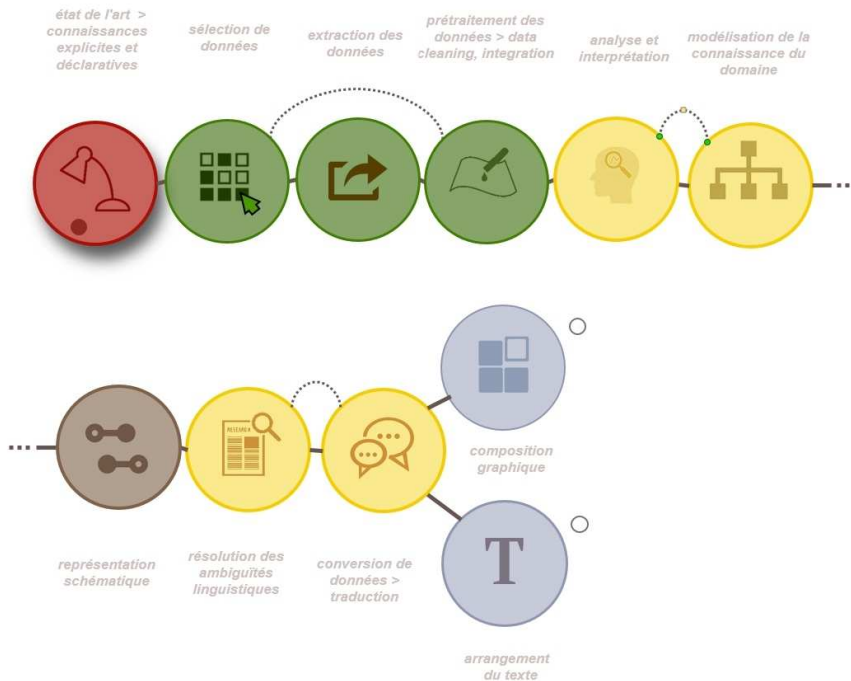 état de l'art >
connaissances
explicites et
déclaratives
sélection de
données
extraction des
données
prétraitement des
données > data
cleaning, integration
analyse et
interprétation
modélisation de la
connaissance du
domaine
RESEARCH
composition
graphique
représentation
schématique
résolution des
ambiguïtés
linguistiques
conversion de
données >
traduction
T
arrangement
du texte